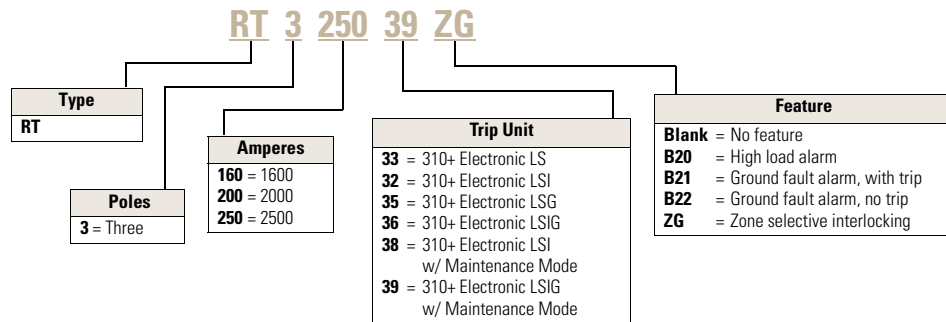 RT 3 250 39 ZG
Type
RT
Poles
3 = Three
Amperes
160 = 1600
200 = 2000
250 = 2500
Trip Unit
33 = 310+ Electronic LS
32 = 310+ Electronic LSI
35 = 310+ Electronic LSG
36 = 310+ Electronic LSIG
38 = 310+ Electronic LSI
w/ Maintenance Mode
39 = 310+ Electronic LSIG
w/ Maintenance Mode
Feature
Blank = No feature
B20 = High load alarm
B21 = Ground fault alarm, with trip
B22 = Ground fault alarm, no trip
ZG = Zone selective interlocking